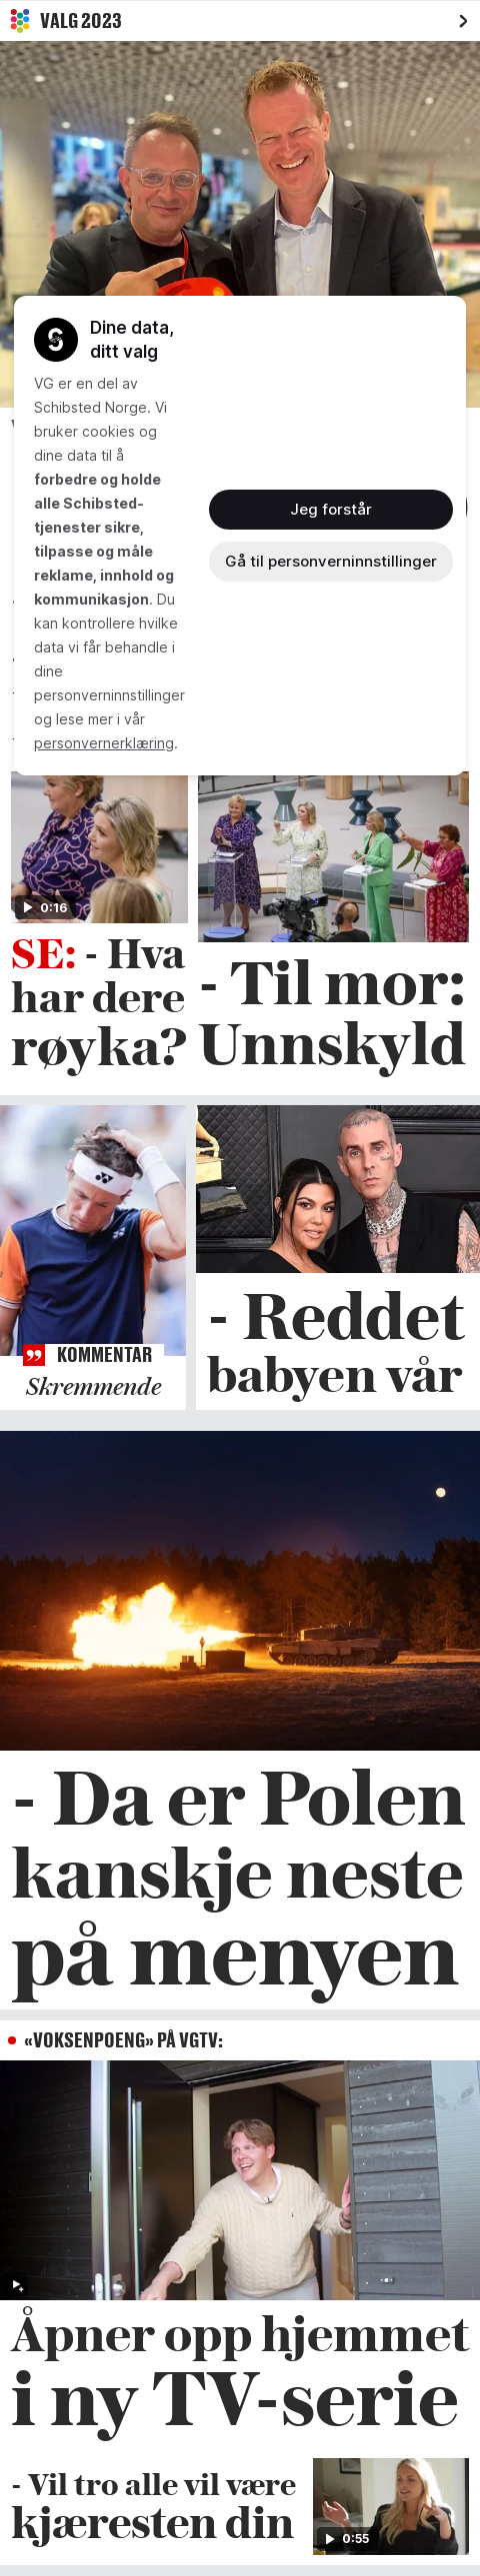 VALG 2023
Dine data,
ditt valg
VG er en del av
Schibsted Norge. Vi
bruker cookies og
dine data til å
forbedre og holde
alle Schibsted-
tjenester sikre,
tilpasse og måle
reklame, innhold og
kommunikasjon. Du
kan kontrollere hvilke
data vi får behandle i
dine
personverninnstillinger
og lese mer i vår
personvernerklæring.
Jeg forstår
Gå til personverninnstillinger
0:16
SE: - Hva
har dere
røyka?
- Til mor:
Unnskyld
KOMMENTAR
Skremmende
- Reddet
babyen vår
- Da er Polen
kanskje neste
på menyen
«VOKSENPOENG» PÅ VGTV:
Åpner opp hjemmet
i ny TV-serie
- Vil tro alle vil være
kjæresten din
0:55